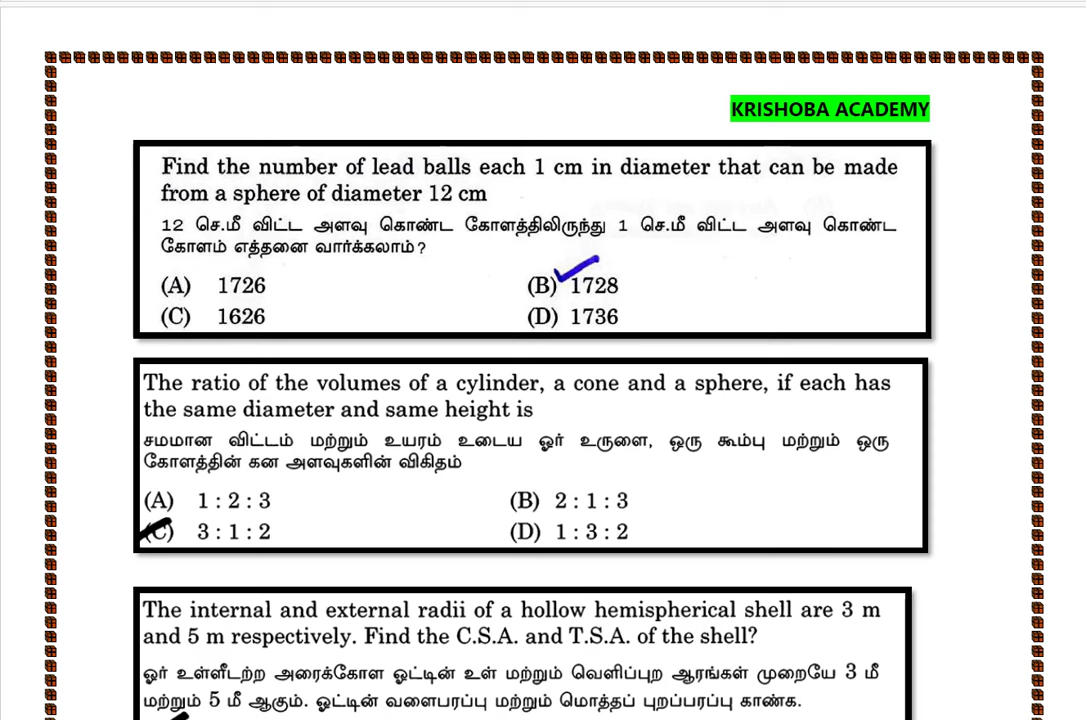 KRISHOBA ACADEMY
Find the number of lead balls each 1 cm in diameter that can be made
from a sphere of diameter 12 cm
12 செ.மீ விட்ட அளவு கொண்ட கோளத்திலிருந்து 1 செ.மீ விட்ட அளவு கொண்ட
கோளம் எத்தனை வார்க்கலாம்?
(A) 1726 (B) 1728
(C) 1626 (D) 1736
The ratio of the volumes of a cylinder, a cone and a sphere, if each has
the same diameter and same height is
சமமான விட்டம் மற்றும் உயரம் உடைய ஓர் உருளை, ஒரு கூம்பு மற்றும் ஒரு
கோளத்தின் கன அளவுகளின் விகிதம்
(A) 1 : 2 : 3 (B) 2 : 1 : 3
(C) 3 : 1 : 2 (D) 1 : 3 : 2
The internal and external radii of a hollow hemispherical shell are 3 m
and 5 m respectively. Find the C.S.A. and T.S.A. of the shell?
ஓர் உள்ளீடற்ற அரைக்கோள ஓட்டின் உள் மற்றும் வெளிப்புற ஆரங்கள் முறையே 3 மீ
மற்றும் 5 மீ ஆகும். ஓட்டின் வளைபரப்பு மற்றும் மொத்தப் புறப்பரப்பு காண்க.